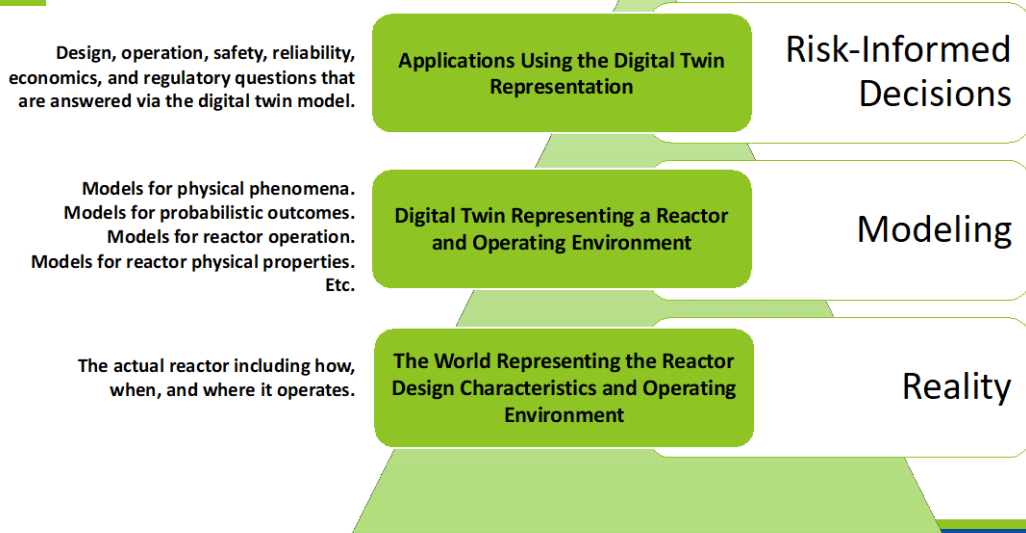 Design, operation, safety, reliability,
economics, and regulatory questions that
are answered via the digital twin model.
Applications Using the Digital Twin
Representation
Risk-Informed
Decisions
Models for physical phenomena.
Models for probabilistic outcomes.
Models for reactor operation.
Models for reactor physical properties.
Etc.
Digital Twin Representing a Reactor
and Operating Environment
Modeling
The actual reactor including how,
when, and where it operates.
The World Representing the Reactor
Design Characteristics and Operating
Environment
Reality